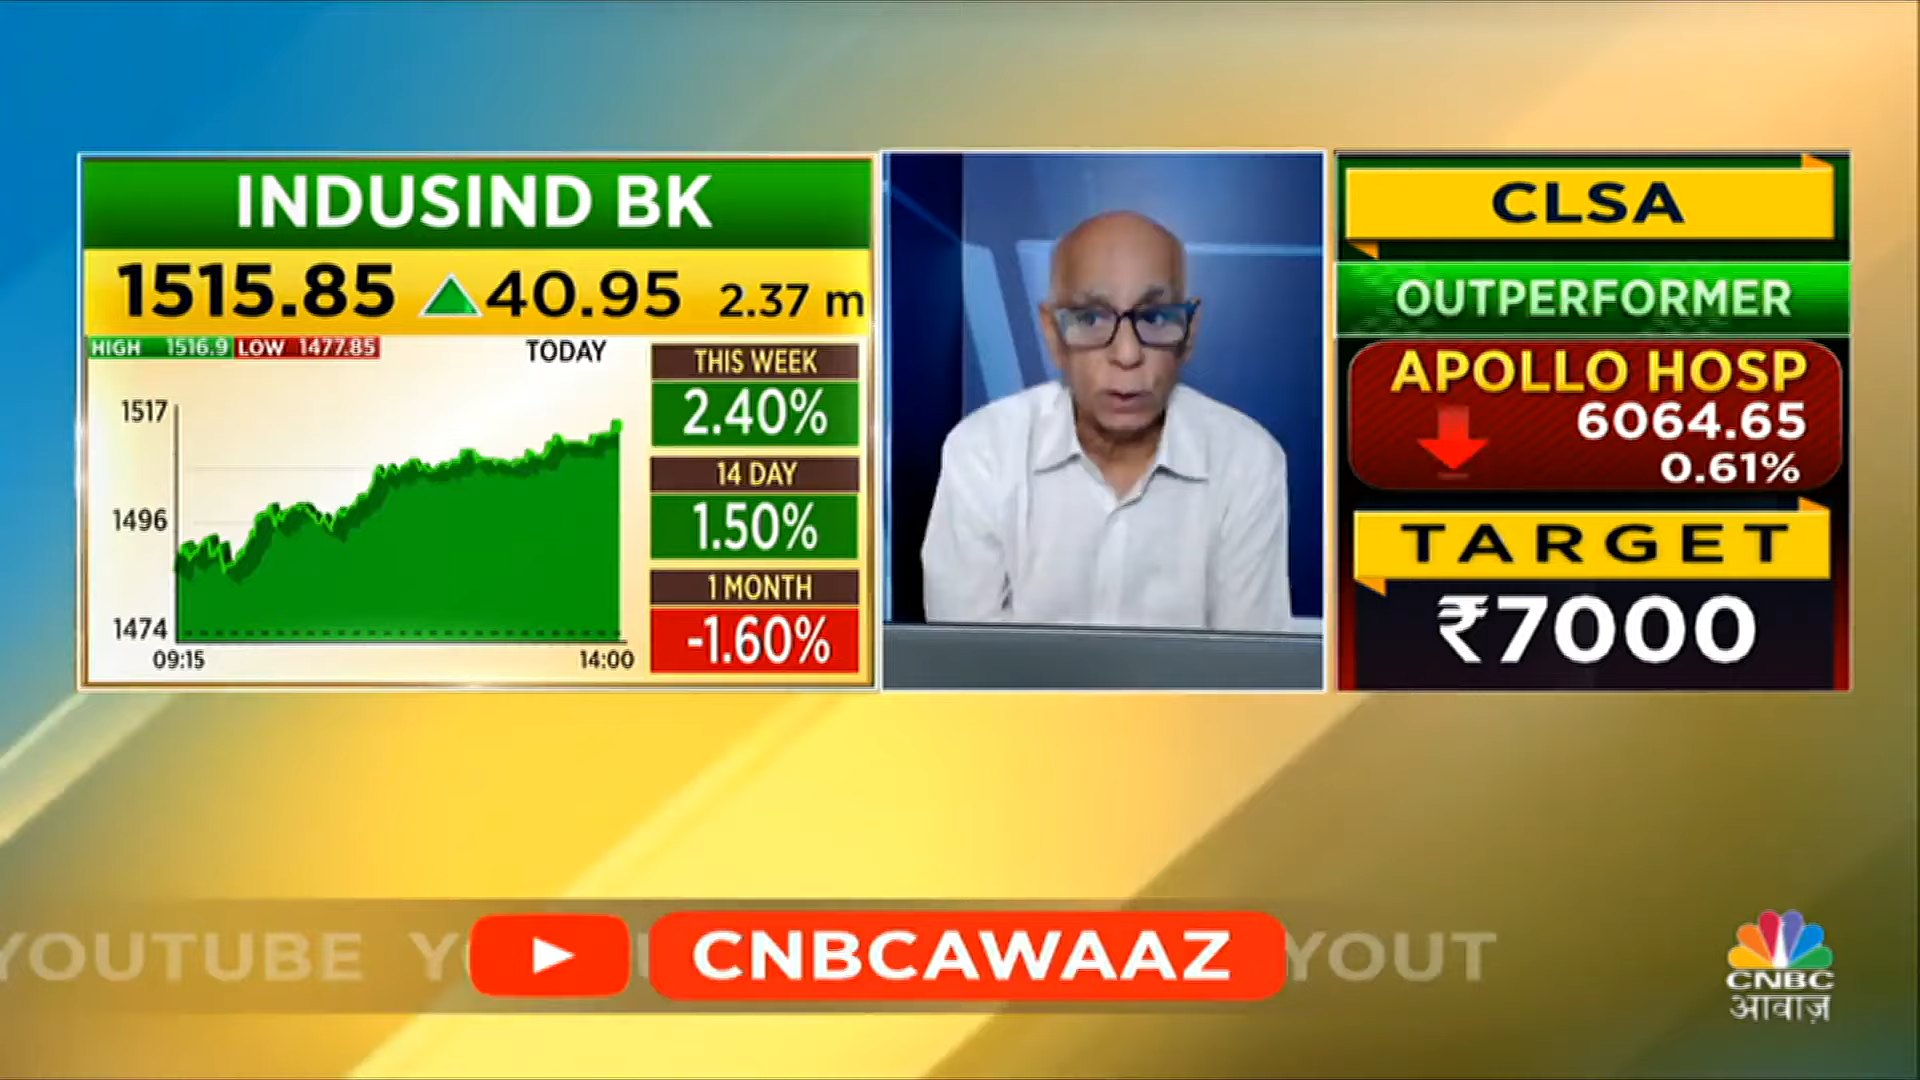 INDUSIND BK
1515.85 40.95 2.37 m
HIGH 1516.9 LOW 1477.85
TODAY
1517
1496
1474
09:15 14:00
THIS WEEK
2.40%
14 DAY
1.50%
1 MONTH
-1.60%
CLSA
OUTPERFORMER
APOLLO HOSP
6064.65
0.61%
TARGET
₹7000
YOUTUBE Y CNBCAWAAZ YOUT
CNBC
आवाज़